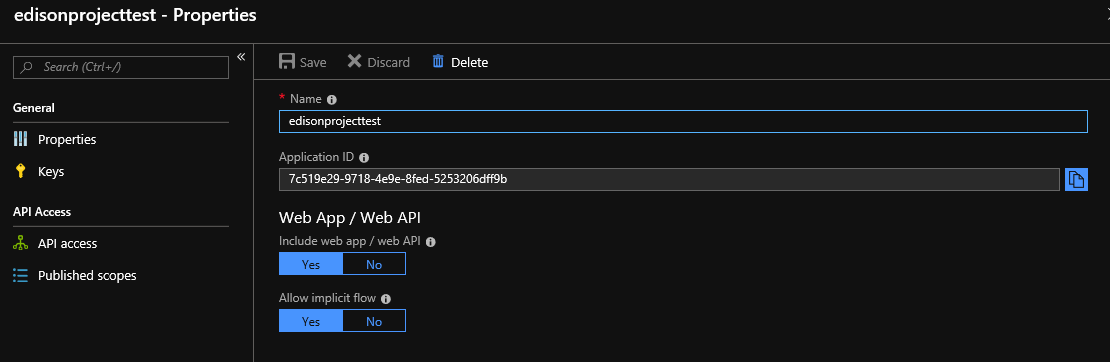 edisonprojecttest - Properties
Search (Ctrl+/)
«
General
Properties
Keys
API Access
API access
Published scopes
Save Discard Delete
* Name
edisonprojecttest
Application ID
7c519e29-9718-4e9e-8fed-5253206dff9b
Web App / Web API
Include web app / web API
Yes No
Allow implicit flow
Yes No